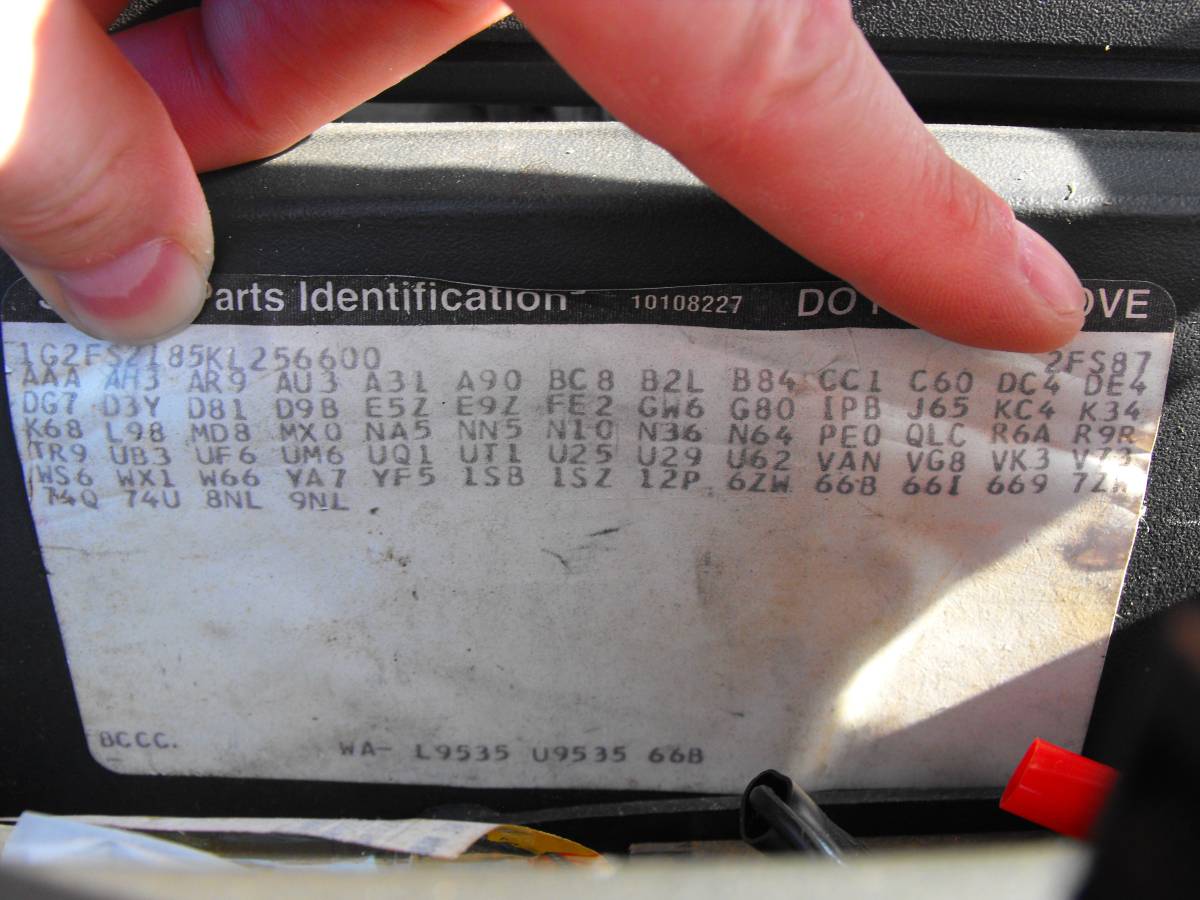 arts Identification 10108227 DO OVE
1G2FS2185KL256600 2FS87
AAA AH3 AR9 AU3 A31 A90 BC8 B2L B84 CC1 C60 DC4 DE4
DG7 D3Y D81 D9B E5Z E9Z FE2 GW6 G80 IPB J65 KC4 K34
K68 L98 MD8 MX0 NA5 NN5 N10 N36 N64 PE0 QLC R6A R9R
TR9 UB3 UF6 UM6 UQ1 UT1 U25 U29 U62 VAN VG8 VK3 V73
WS6 WX1 W66 YA7 YF5 1SB 1SZ 12P 6ZW 66B 66I 669 7ZW
74Q 74U 8NL 9NL
BCCC. WA- L9535 U9535 66B